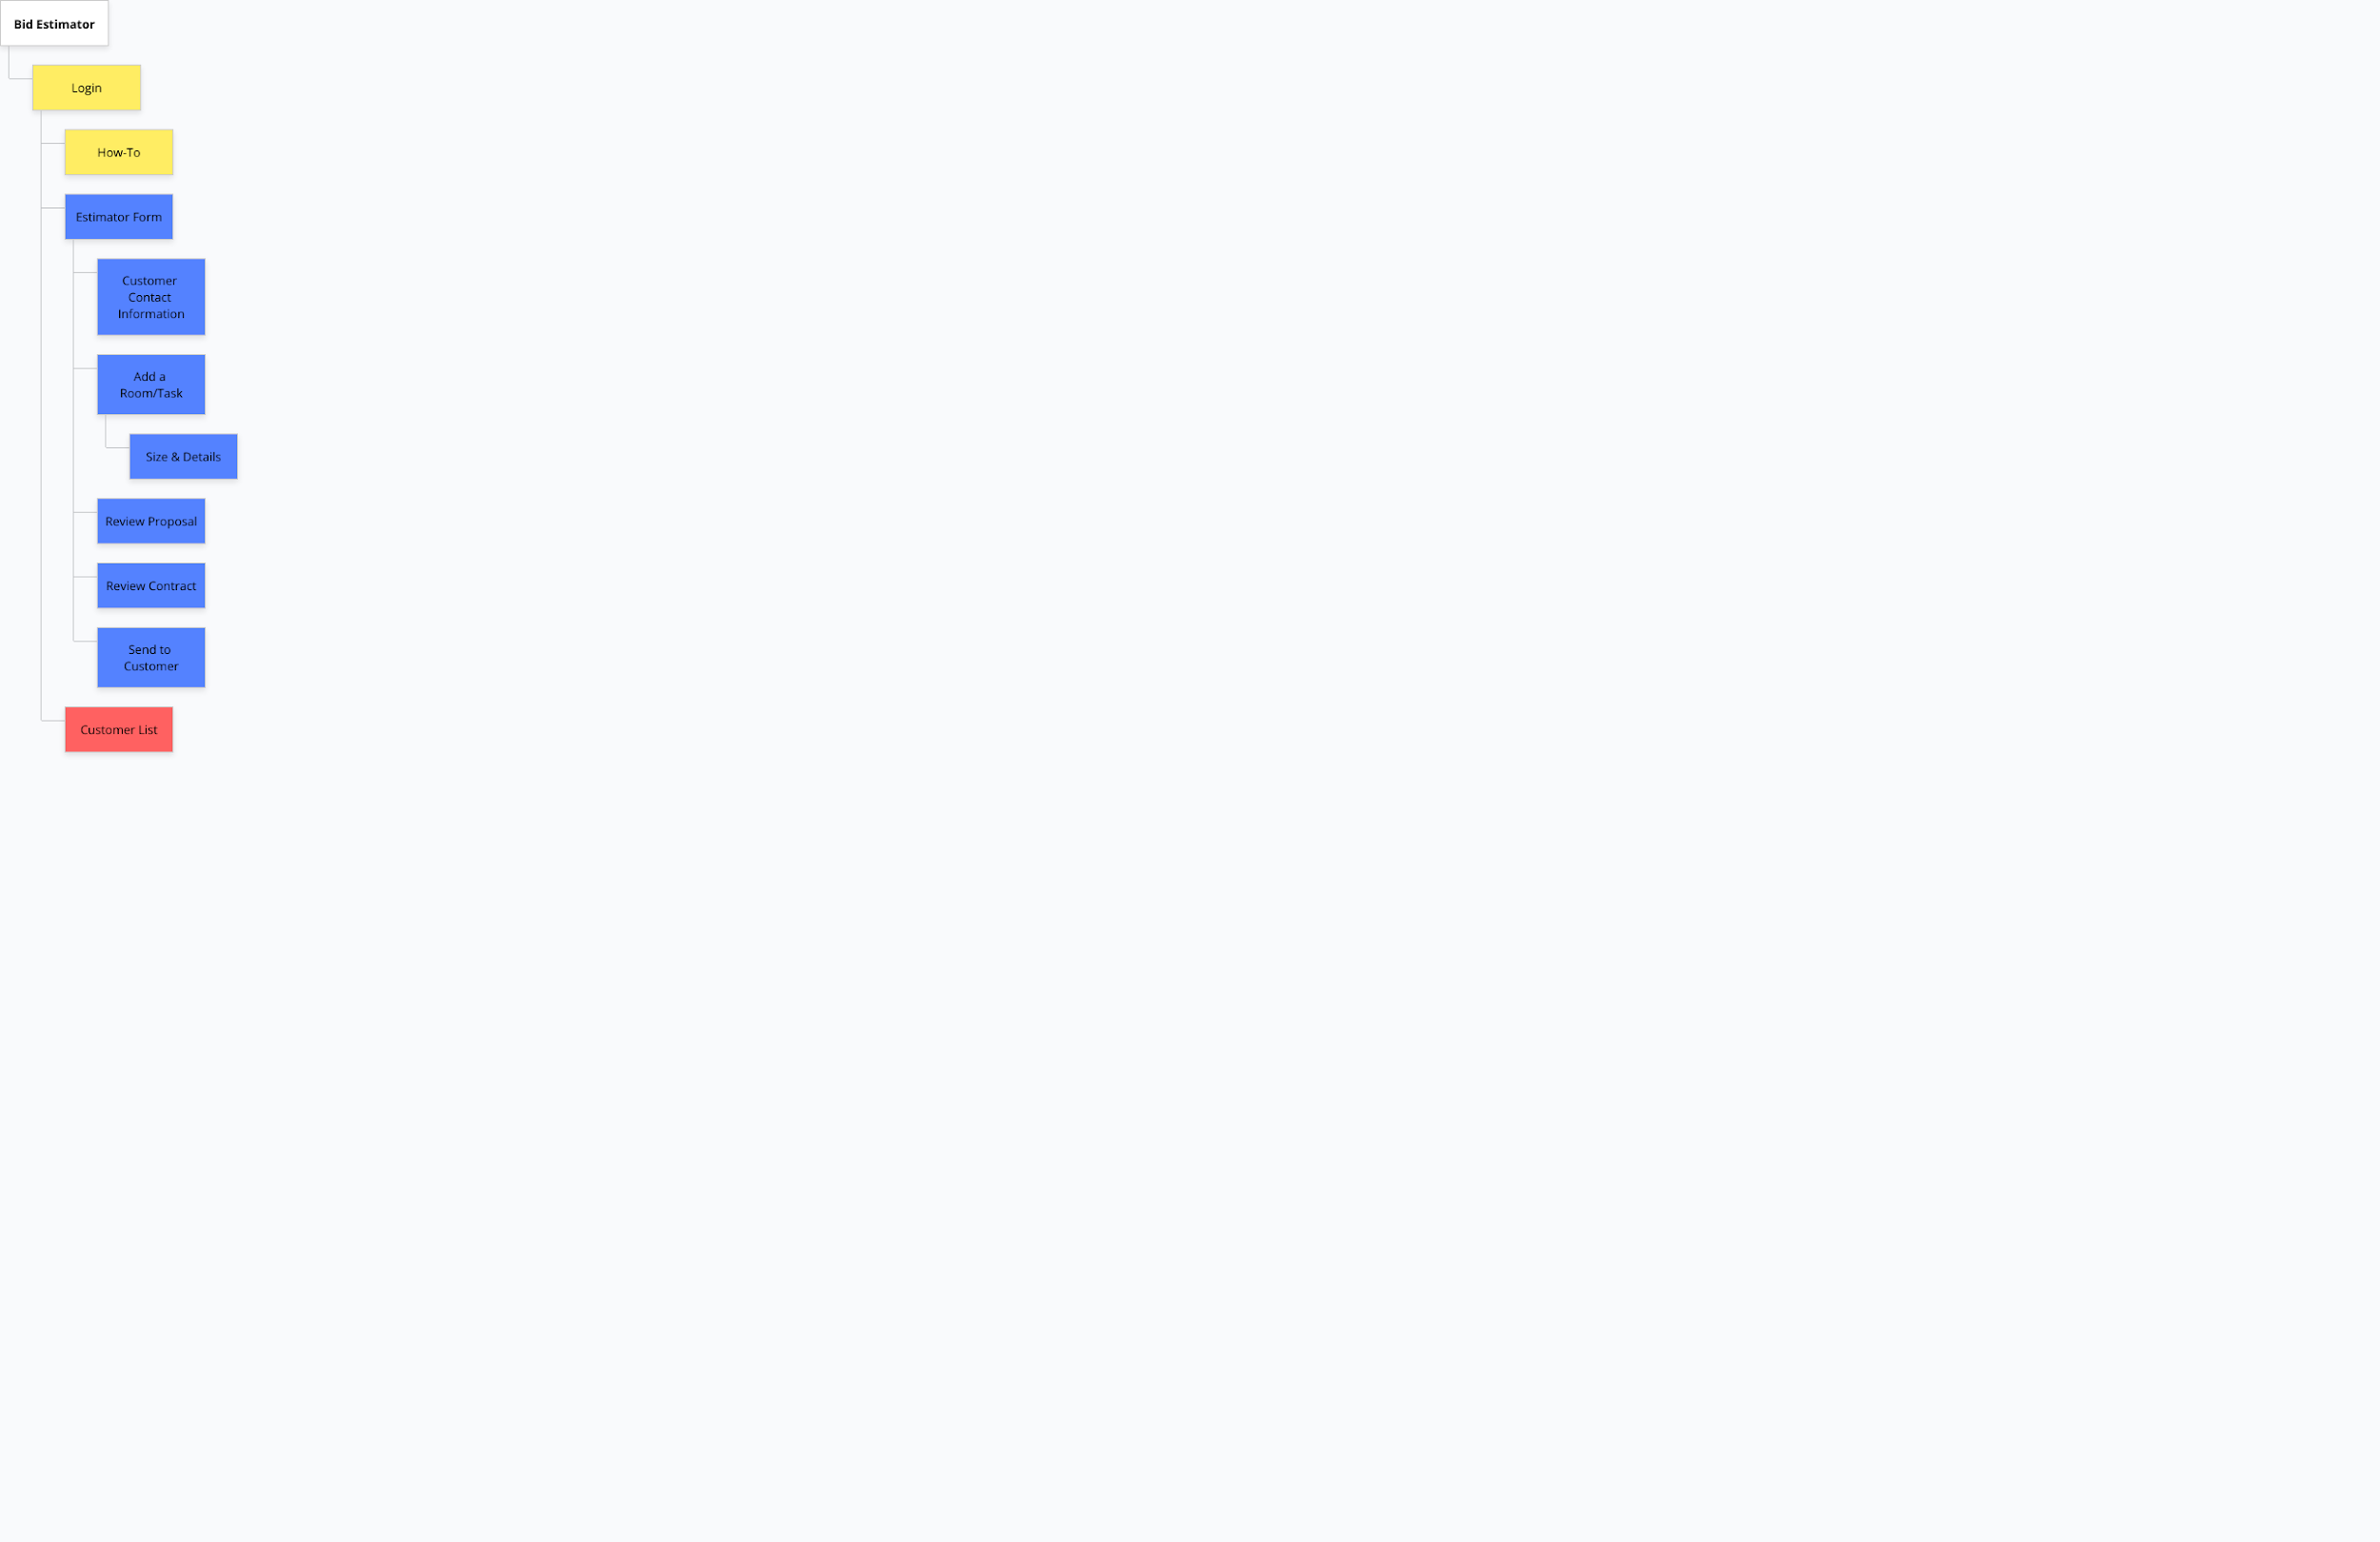 Bid Estimator
Login
How-To
Estimator Form
Customer
Contact
Information
Add a
Room/Task
Size & Details
Review Proposal
Review Contract
Send to
Customer
Customer List